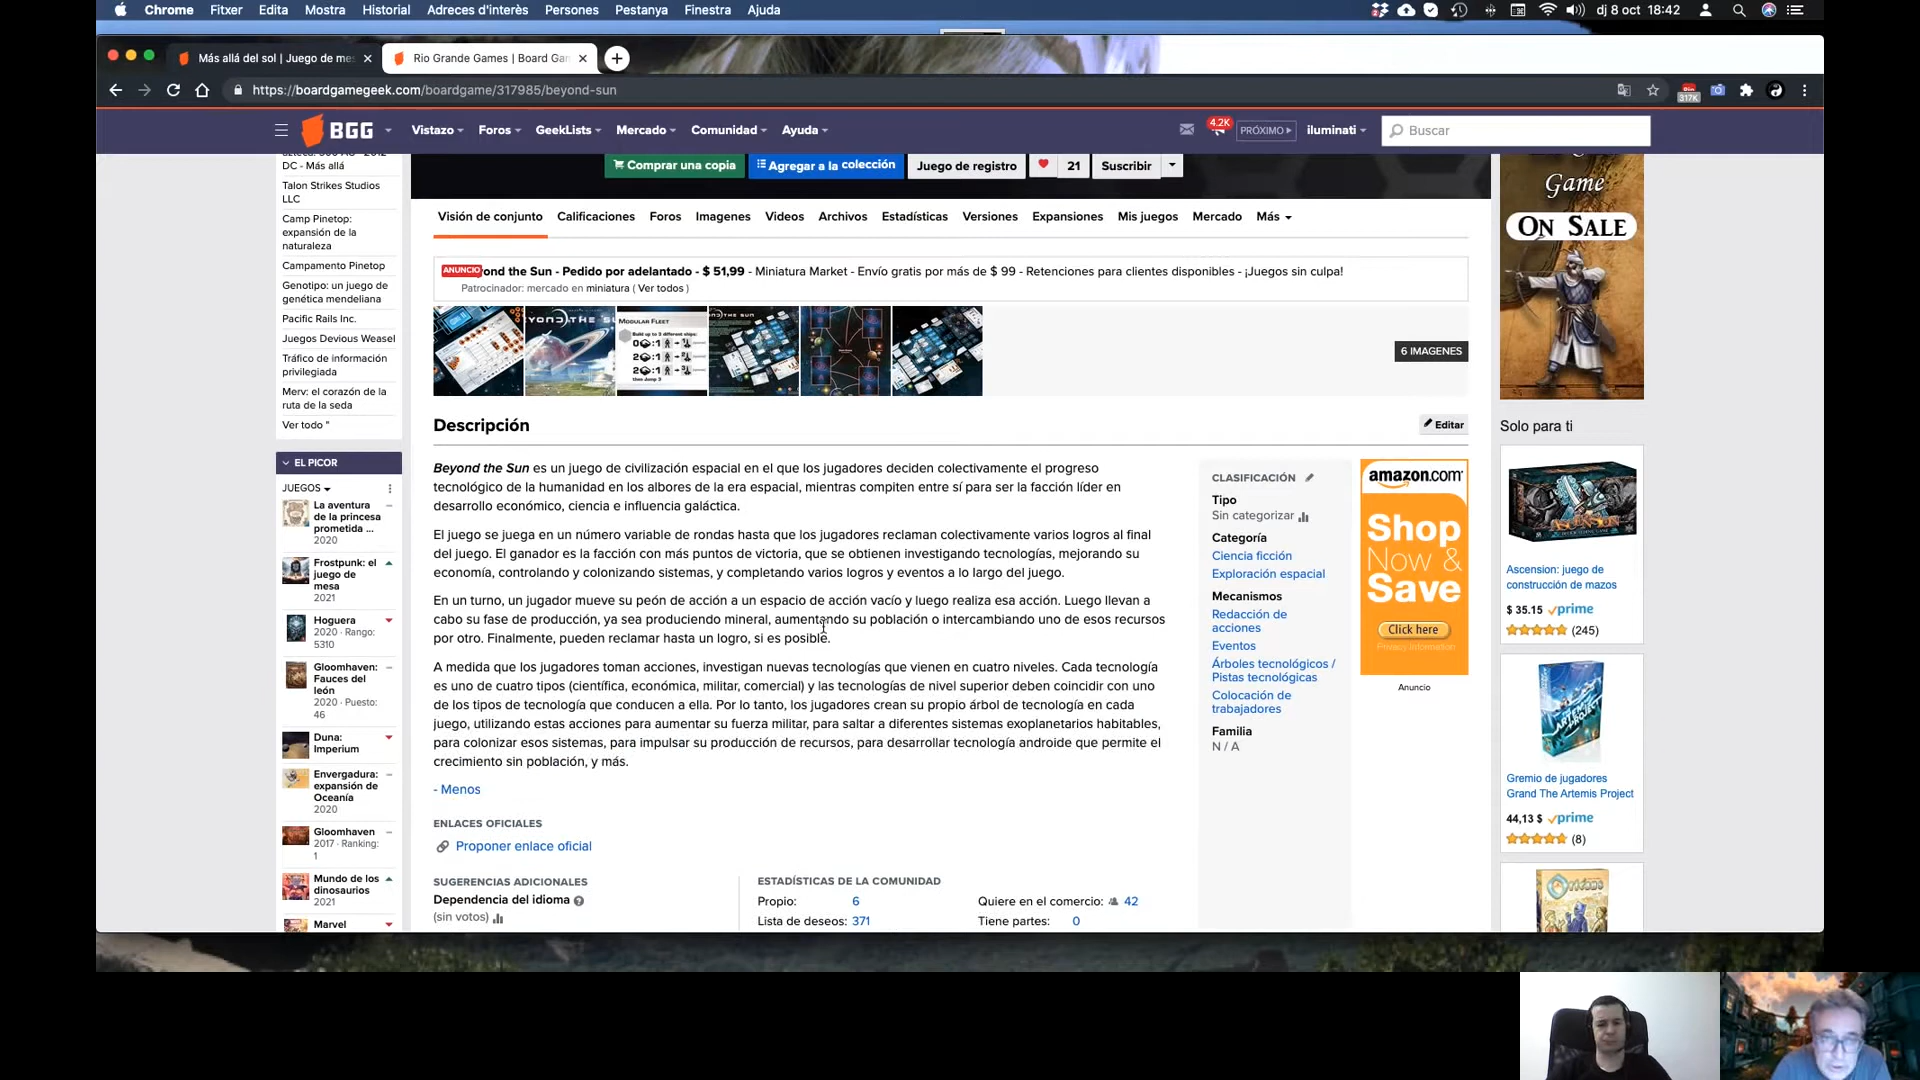 Chrome Fitxer Edita Mostra Historial Adreces d'interès Persones Pestanya Finestra Ajuda
dj 8 oct 18:42
Más allá del sol | Juego de me
Rio Grande Games | Board Gam
https://boardgamegeek.com/boardgame/317985/beyond-sun
317K
BGG
Vistazo Foros GeekLists Mercado Comunidad Ayuda
4.2K
PRÓXIMO
iluminati
Buscar
DC - Más allá
Talon Strikes Studios
LLC
Camp Pinetop:
expansión de la
naturaleza
Campamento Pinetop
Genotipo: un juego de
genética mendeliana
Pacific Rails Inc.
Juegos Devious Weasel
Tráfico de información
privilegiada
Merv: el corazón de la
ruta de la seda
Ver todo "
EL PICOR
JUEGOS
La aventura
de la princesa
prometida ...
2020
Frostpunk: el
juego de
mesa
2021
Hoguera
2020 · Rango:
5310
Gloomhaven:
Fauces del
león
2020 · Puesto:
46
Duna:
Imperium
Envergadura:
expansión de
Oceanía
2020
Gloomhaven
2017 · Ranking:
1
Mundo de los
dinosaurios
2021
Marvel
Comprar una copia
Agregar a la colección
Juego de registro
21
Suscribir
Visión de conjunto Calificaciones Foros Imagenes Videos Archivos Estadísticas Versiones Expansiones Mis juegos Mercado Más
ANUNCIO ond the Sun - Pedido por adelantado - $ 51,99 - Miniatura Market - Envío gratis por más de $ 99 - Retenciones para clientes disponibles - ¡Juegos sin culpa!
Patrocinador: mercado en miniatura ( Ver todos )
MODULAR FLEET
6 IMAGENES
Descripción
Editar
Beyond the Sun es un juego de civilización espacial en el que los jugadores deciden colectivamente el progreso
tecnológico de la humanidad en los albores de la era espacial, mientras compiten entre sí para ser la facción líder en
desarrollo económico, ciencia e influencia galáctica.
El juego se juega en un número variable de rondas hasta que los jugadores reclaman colectivamente varios logros al final
del juego. El ganador es la facción con más puntos de victoria, que se obtienen investigando tecnologías, mejorando su
economía, controlando y colonizando sistemas, y completando varios logros y eventos a lo largo del juego.
En un turno, un jugador mueve su peón de acción a un espacio de acción vacío y luego realiza esa acción. Luego llevan a
cabo su fase de producción, ya sea produciendo mineral, aumentando su población o intercambiando uno de esos recursos
por otro. Finalmente, pueden reclamar hasta un logro, si es posible.
A medida que los jugadores toman acciones, investigan nuevas tecnologías que vienen en cuatro niveles. Cada tecnología
es uno de cuatro tipos (científica, económica, militar, comercial) y las tecnologías de nivel superior deben coincidir con uno
de los tipos de tecnología que conducen a ella. Por lo tanto, los jugadores crean su propio árbol de tecnología en cada
juego, utilizando estas acciones para aumentar su fuerza militar, para saltar a diferentes sistemas exoplanetarios habitables,
para colonizar esos sistemas, para impulsar su producción de recursos, para desarrollar tecnología androide que permite el
crecimiento sin población, y más.
- Menos
ENLACES OFICIALES
Proponer enlace oficial
SUGERENCIAS ADICIONALES
Dependencia del idioma
(sin votos)
ESTADÍSTICAS DE LA COMUNIDAD
Propio: 6
Lista de deseos: 371
Quiere en el comercio: 42
Tiene partes: 0
CLASIFICACIÓN
Tipo
Sin categorizar
Categoría
Ciencia ficción
Exploración espacial
Mecanismos
Redacción de
acciones
Eventos
Árboles tecnológicos /
Pistas tecnológicas
Colocación de
trabajadores
Familia
N / A
amazon.com
Shop
Now &
Save
Click here
Privacy Information
Anuncio
Game
ON SALE
Solo para ti
ASCENSION
Ascension: juego de
construcción de mazos
$ 35.15 prime
(245)
ARTEMIS
PROJECT
Gremio de jugadores
Grand The Artemis Project
44,13 $ prime
(8)